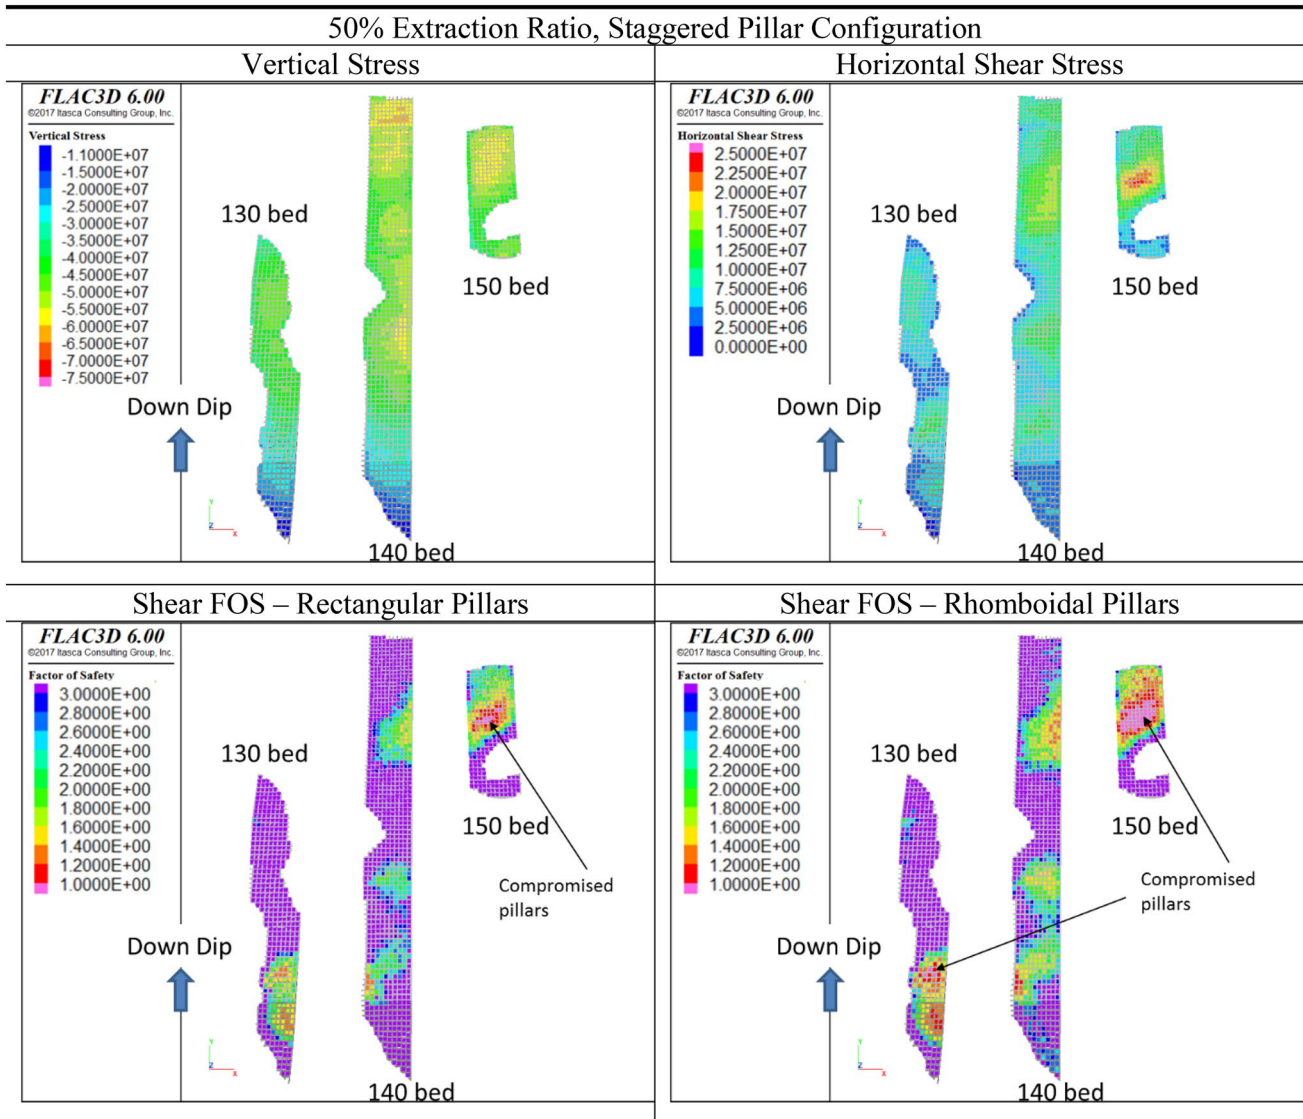 50% Extraction Ratio, Staggered Pillar Configuration
Vertical Stress
Horizontal Shear Stress
FLAC3D 6.00
©2017 Itasca Consulting Group, Inc.
Vertical Stress
-1.1000E+07
-1.5000E+07
-2.0000E+07
-2.5000E+07
-3.0000E+07
-3.5000E+07
-4.0000E+07
-4.5000E+07
-5.0000E+07
-5.5000E+07
-6.0000E+07
-6.5000E+07
-7.0000E+07
-7.5000E+07
130 bed
150 bed
Down Dip
Y
Z
X
140 bed
FLAC3D 6.00
©2017 Itasca Consulting Group, Inc.
Horizontal Shear Stress
2.5000E+07
2.2500E+07
2.0000E+07
1.7500E+07
1.5000E+07
1.2500E+07
1.0000E+07
7.5000E+06
5.0000E+06
2.5000E+06
0.0000E+00
130 bed
150 bed
Down Dip
Y
Z
X
140 bed
Shear FOS – Rectangular Pillars
Shear FOS – Rhomboidal Pillars
FLAC3D 6.00
©2017 Itasca Consulting Group, Inc.
Factor of Safety
3.0000E+00
2.8000E+00
2.6000E+00
2.4000E+00
2.2000E+00
2.0000E+00
1.8000E+00
1.6000E+00
1.4000E+00
1.2000E+00
1.0000E+00
130 bed
150 bed
Compromised
pillars
Down Dip
Y
Z
X
140 bed
FLAC3D 6.00
©2017 Itasca Consulting Group, Inc.
Factor of Safety
3.0000E+00
2.8000E+00
2.6000E+00
2.4000E+00
2.2000E+00
2.0000E+00
1.8000E+00
1.6000E+00
1.4000E+00
1.2000E+00
1.0000E+00
130 bed
150 bed
Compromised
pillars
Down Dip
Y
Z
X
140 bed